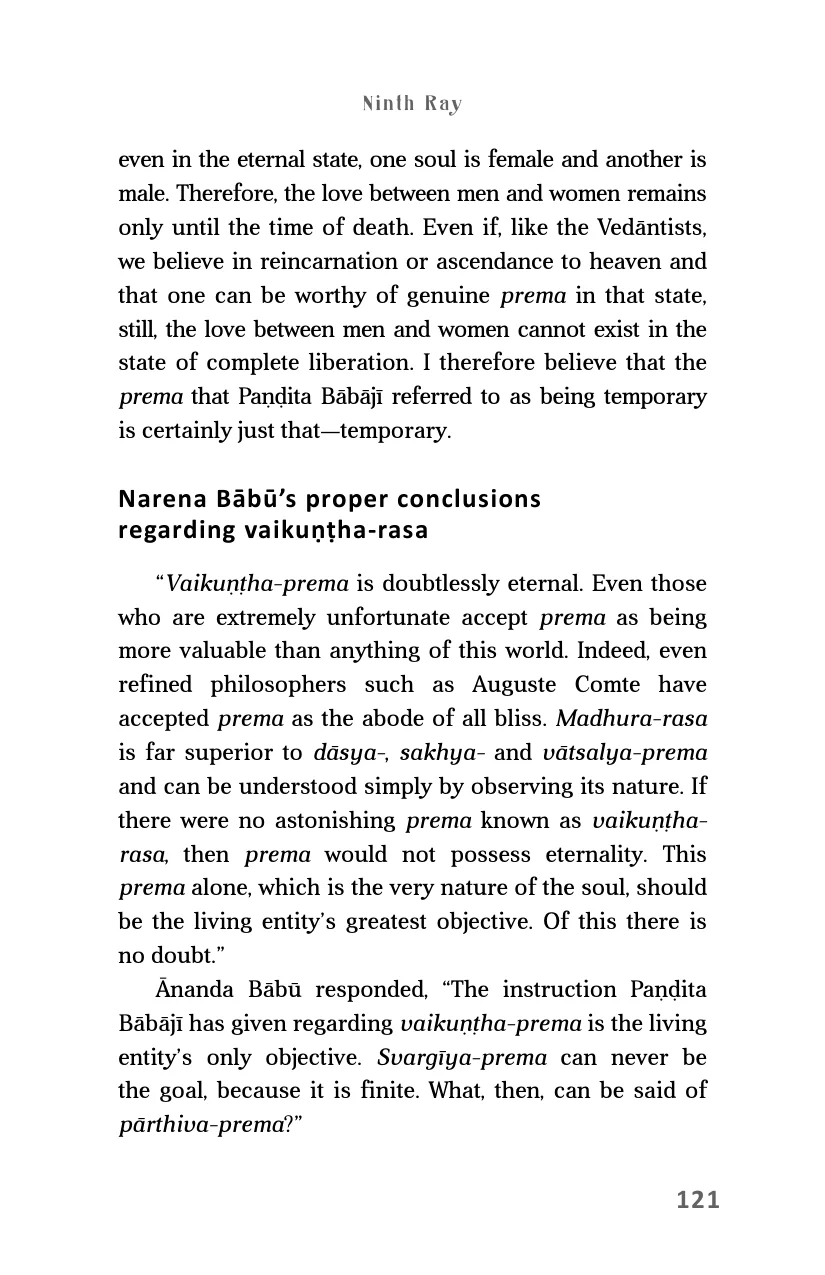 Ninth Ray
even in the eternal state, one soul is female and another is
male. Therefore, the love between men and women remains
only until the time of death. Even if, like the Vedāntists,
we believe in reincarnation or ascendance to heaven and
that one can be worthy of genuine prema in that state,
still, the love between men and women cannot exist in the
state of complete liberation. I therefore believe that the
prema that Paṇḍita Bābājī referred to as being temporary
is certainly just that—temporary.
Narena Bābū’s proper conclusions
regarding vaikuṇṭha-rasa
“Vaikuṇṭha-prema is doubtlessly eternal. Even those
who are extremely unfortunate accept prema as being
more valuable than anything of this world. Indeed, even
refined philosophers such as Auguste Comte have
accepted prema as the abode of all bliss. Madhura-rasa
is far superior to dāsya-, sakhya- and vātsalya-prema
and can be understood simply by observing its nature. If
there were no astonishing prema known as vaikuṇṭha-
rasa, then prema would not possess eternality. This
prema alone, which is the very nature of the soul, should
be the living entity’s greatest objective. Of this there is
no doubt.”
Ānanda Bābū responded, “The instruction Paṇḍita
Bābājī has given regarding vaikuṇṭha-prema is the living
entity’s only objective. Svargīya-prema can never be
the goal, because it is finite. What, then, can be said of
pārthiva-prema?”
121